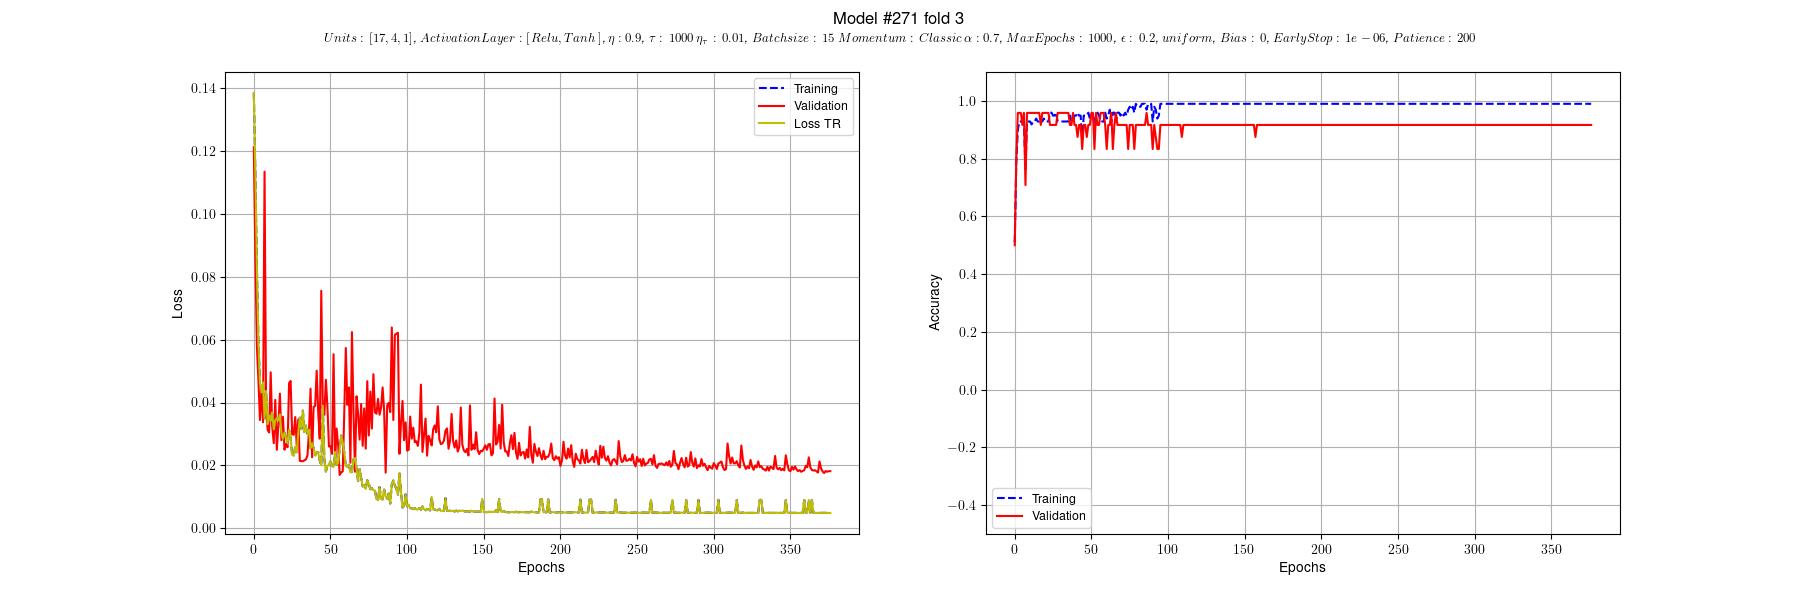 Model #271 fold 3
Units : [17, 4, 1], ActivationLayer : [Relu, Tanh], η : 0.9, τ : 1000 η_τ : 0.01, Batchsize : 15 Momentum : Classic α : 0.7, MaxEpochs : 1000, ϵ : 0.2, uniform, Bias : 0, EarlyStop : 1e − 06, Patience : 200
0.14
0.12
0.10
0.08
0.06
0.04
0.02
0.00
Loss
0 50 100 150 200 250 300 350
Epochs
Training
Validation
Loss TR
1.0
0.8
0.6
0.4
0.2
0.0
−0.2
−0.4
Accuracy
0 50 100 150 200 250 300 350
Epochs
Training
Validation